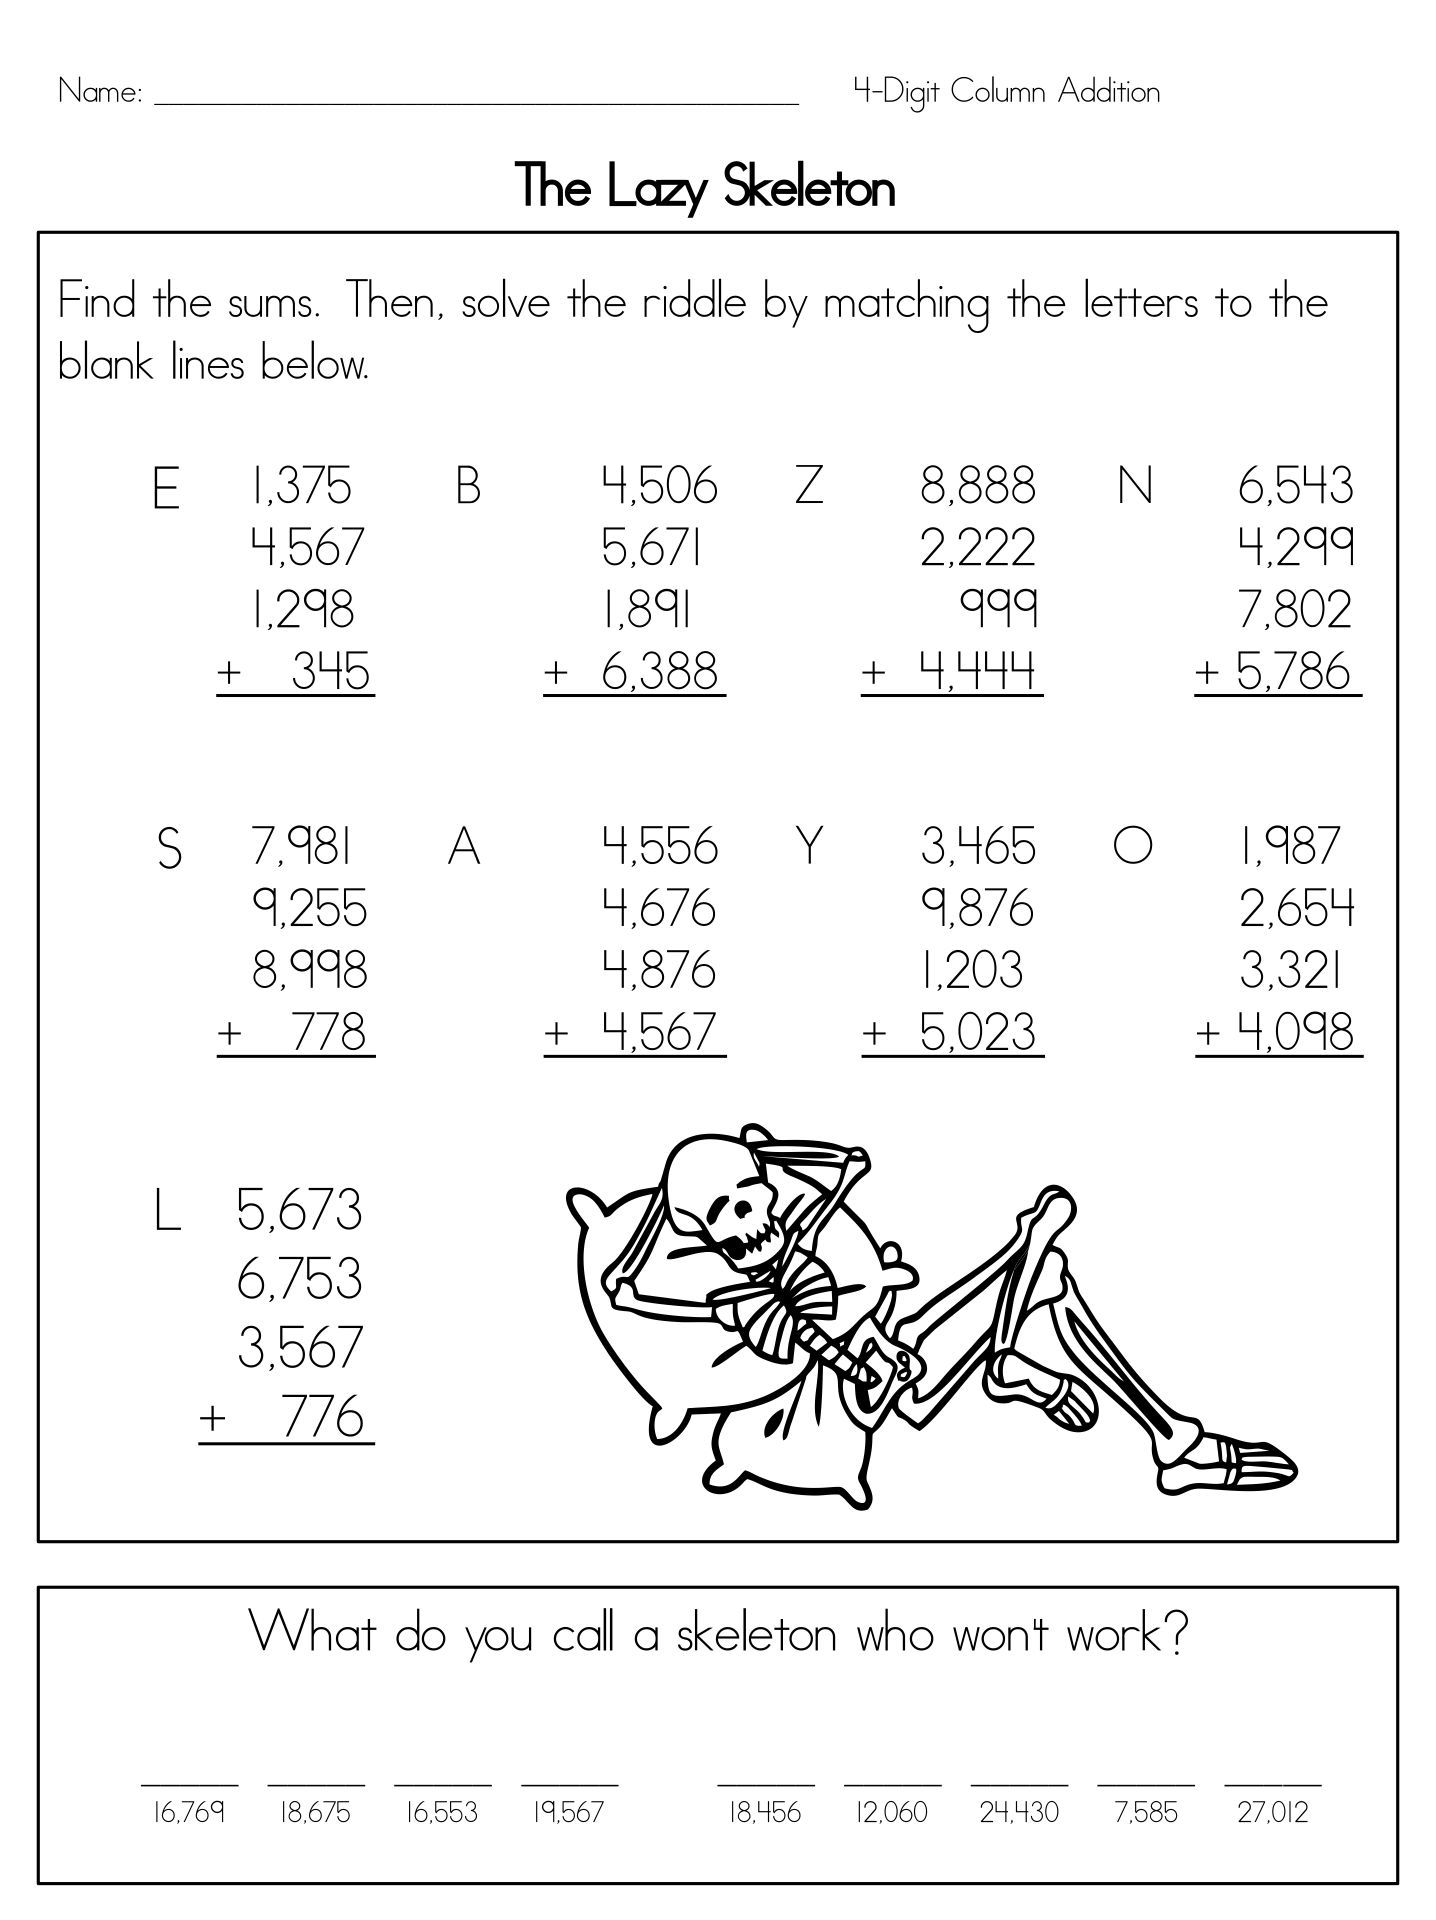 Name: ____________________ 4-Digit Column Addition
The Lazy Skeleton
Find the sums. Then, solve the riddle by matching the letters to the
blank lines below.
E 1,375 B 4,506 Z 8,888 N 6,543
4,567 5,671 2,222 4,299
1,298 1,891 999 7,802
+ 345 + 6,388 + 4,444 + 5,786
S 7,981 A 4,556 Y 3,465 O 1,987
9,255 4,676 9,876 2,654
8,998 4,876 1,203 3,321
+ 778 + 4,567 + 5,023 + 4,098
L 5,673
6,753
3,567
+ 776
What do you call a skeleton who won't work?
16,769 18,675 16,553 19,567 18,456 12,060 24,430 7,585 27,012